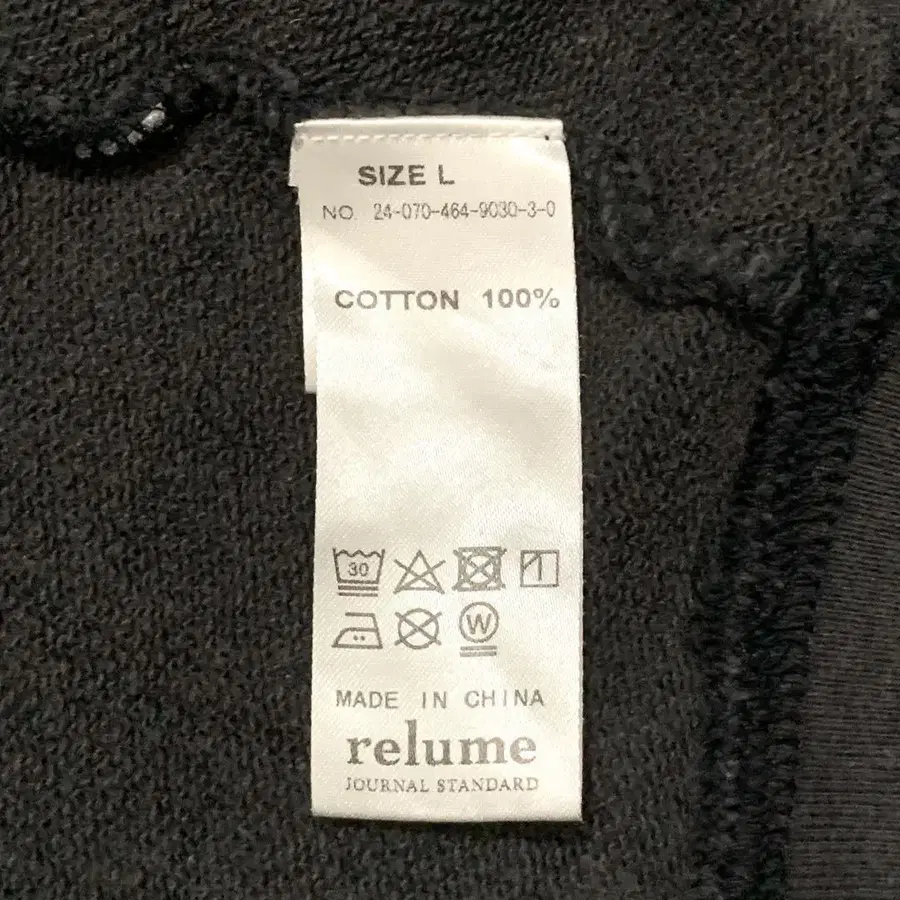 SIZE L
NO. 24-070-464-9030-3-0
COTTON 100%
30
W
MADE IN CHINA
relume
JOURNAL STANDARD